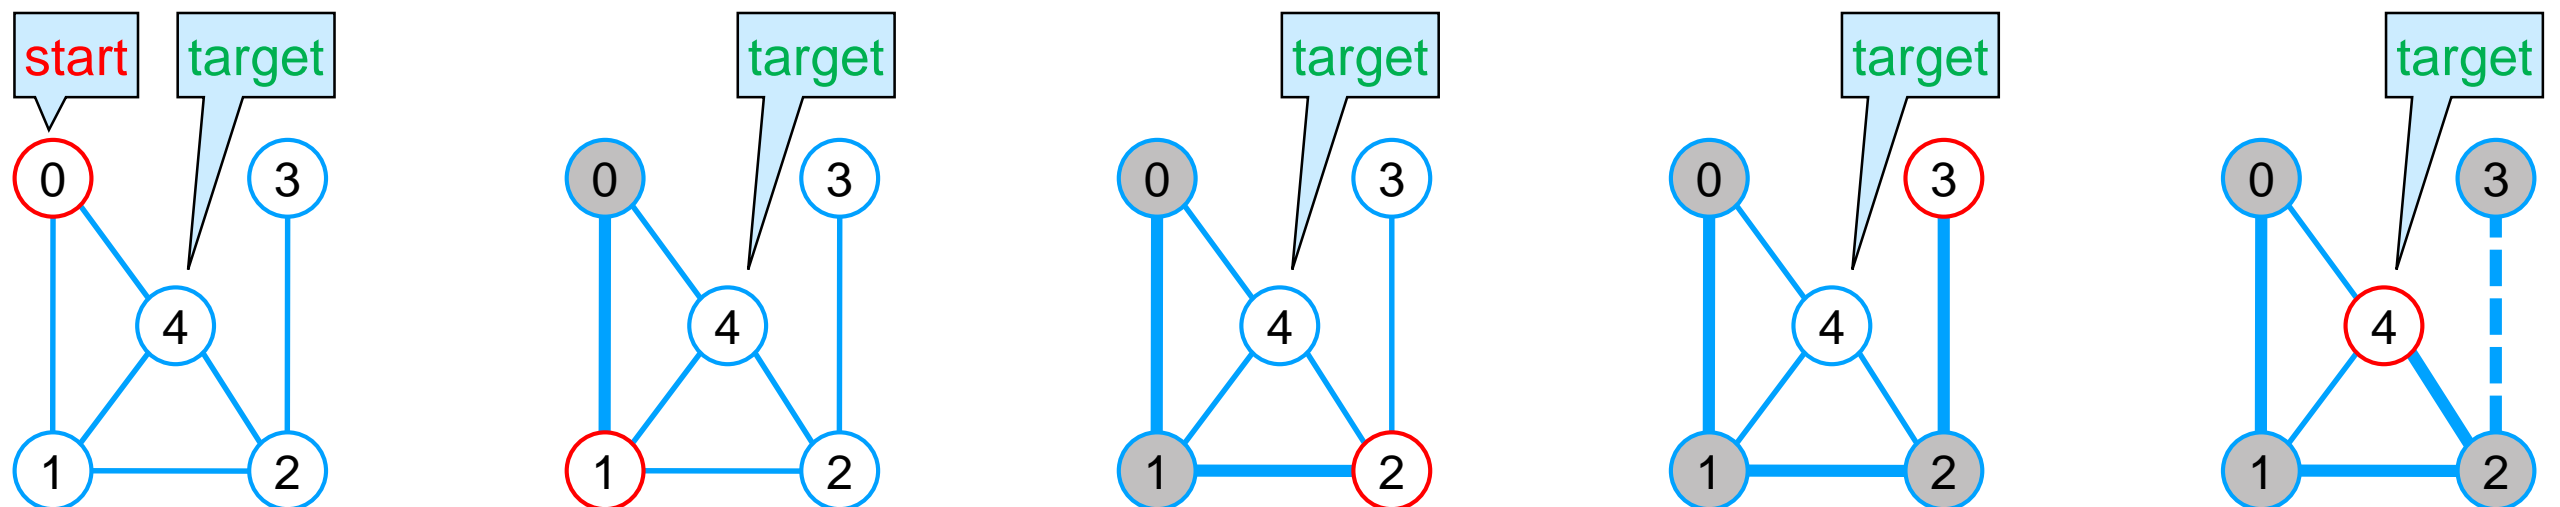 start target target target target target
0 3 0 3 0 3 0 3 0 3
4 4 4 4 4
1 2 1 2 1 2 1 2 1 2